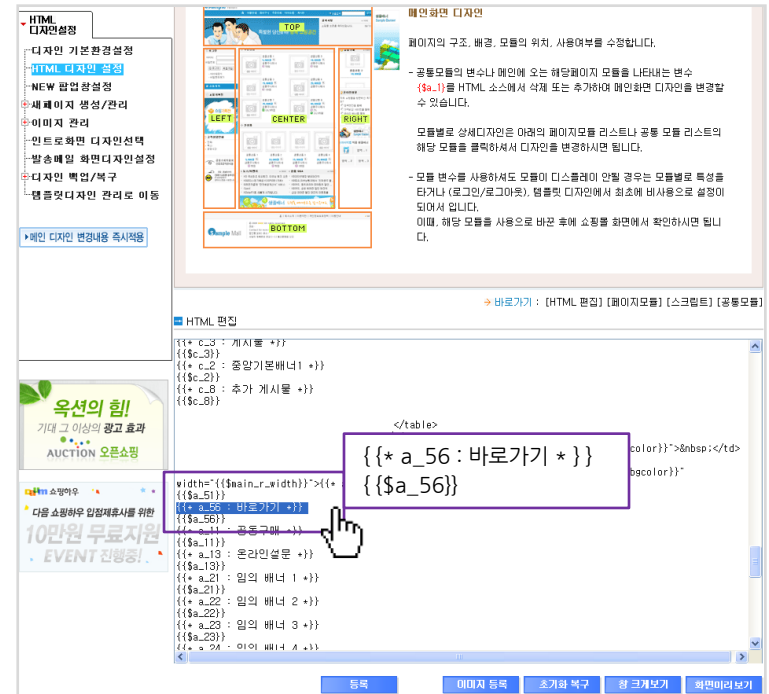 HTML
디자인설정
디자인 기본환경설정
HTML 디자인 설정
NEW 팝업창설정
새페이지 생성/관리
이미지 관리
인트로화면 디자인선택
발송메일 화면디자인설정
디자인 백업/복구
템플릿디자인 관리로 이동
▸메인 디자인 변경내용 즉시적용
옥션의 힘!
기대 그 이상의 광고 효과
AUCTION 오픈쇼핑
쇼핑하우
다음 쇼핑하우 입점제휴사를 위한
10만원 무료지원
EVENT 진행중!
TOP
LEFT
CENTER
RIGHT
BOTTOM
메인화면 디자인
페이지의 구조, 배경, 모듈의 위치, 사용여부를 수정합니다.
- 공통모듈의 변수나 메인에 오는 해당페이지 모듈을 나타내는 변수
{$a_1}를 HTML 소스에서 삭제 또는 추가하여 메인화면 디자인을 변경할
수 있습니다.
모듈별로 상세디자인은 아래의 페이지모듈 리스트나 공통 모듈 리스트의
해당 모듈을 클릭하셔서 디자인을 변경하시면 됩니다.
- 모듈 변수를 사용하셔도 모듈이 디스플레이 안될 경우는 모듈별로 특성을
타거나 (로그인/로그아웃), 템플릿 디자인에서 최초에 비사용으로 설정이
되어서 입니다.
이때, 해당 모듈을 사용으로 바꾼 후에 쇼핑몰 화면에서 확인하시면 됩니
다.
→ 바로가기 : [HTML 편집] [페이지모듈] [스크립트] [공통모듈]
HTML 편집
{{* c_3 : 게시물 *}}
{{$c_3}}
{{* c_2 : 중앙기본배너1 *}}
{{$c_2}}
{{* c_8 : 추가 게시물 *}}
{{$c_8}}
</table>
color}}">&nbsp;</td>
bgcolor}}"
width="{{$main_r_width}}">{{*
{{$a_51}}
{{* a_56 : 바로가기 *}}
{{$a_56}}
{{* a_56 : 바로가기 * } }
{ {$a_56}}
{{* a_11 : 공동구매 *}}
{{$a_11}}
{{* a_13 : 온라인설문 *}}
{{$a_13}}
{{* a_21 : 임의 배너 1 *}}
{{$a_21}}
{{* a_22 : 임의 배너 2 *}}
{{$a_22}}
{{* a_23 : 임의 배너 3 *}}
{{$a_23}}
{{* a_24 : 임의 배너 4 *}}
등록 이미지 등록 초기화 복구 창 크게보기 화면미리보기